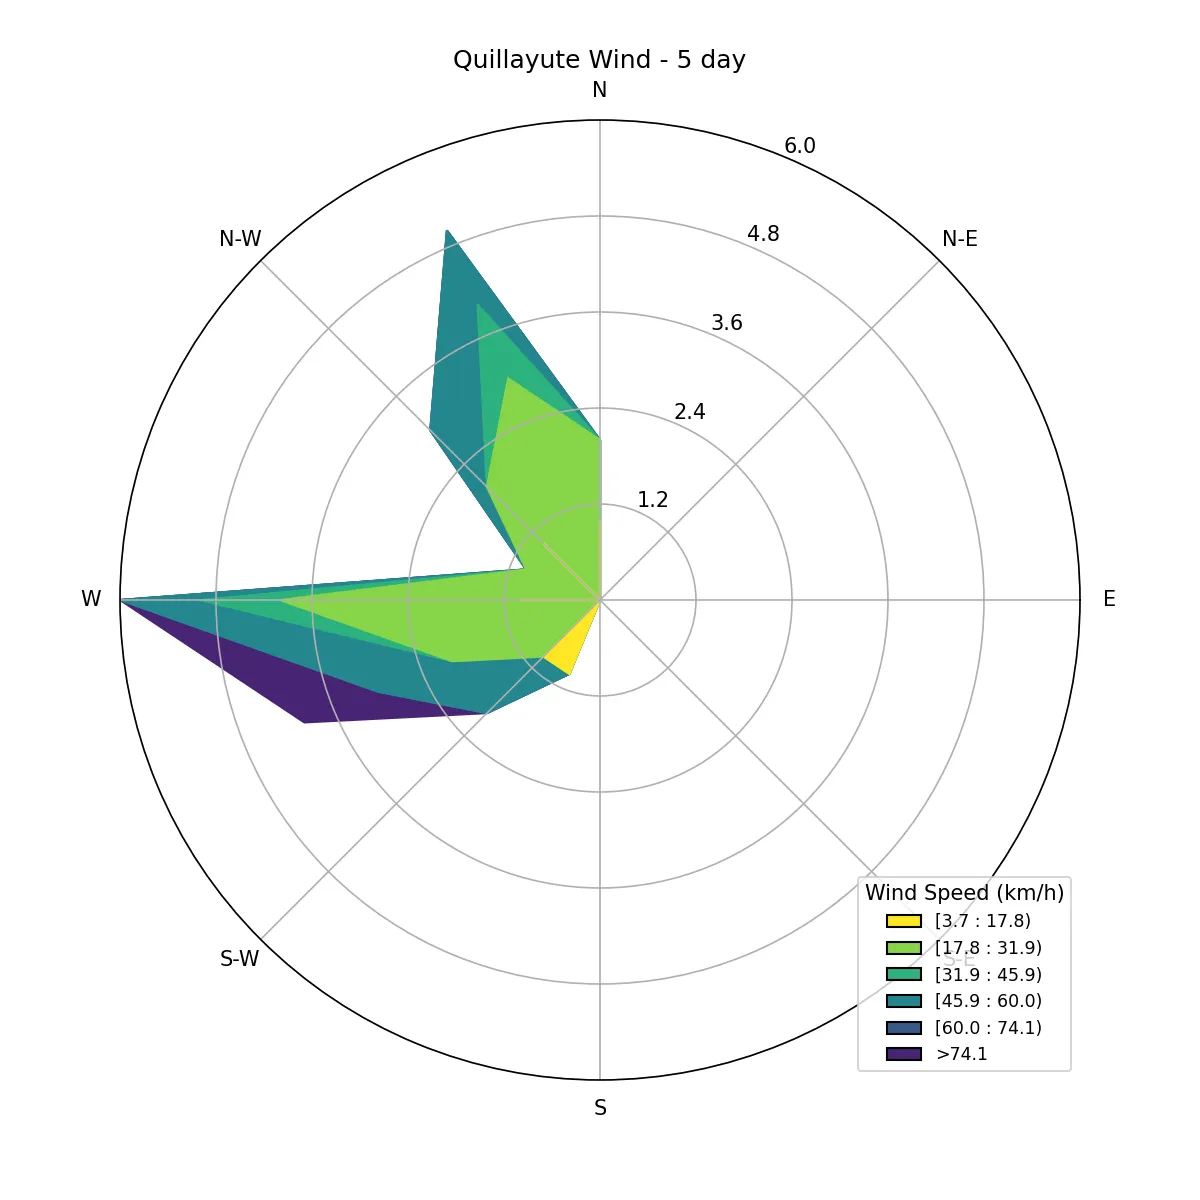 Quillayute Wind - 5 day
N
6.0
N-W
4.8
N-E
3.6
2.4
1.2
W
E
S-W
S-E
S
Wind Speed (km/h)
[3.7 : 17.8)
[17.8 : 31.9)
[31.9 : 45.9)
[45.9 : 60.0)
[60.0 : 74.1)
>74.1